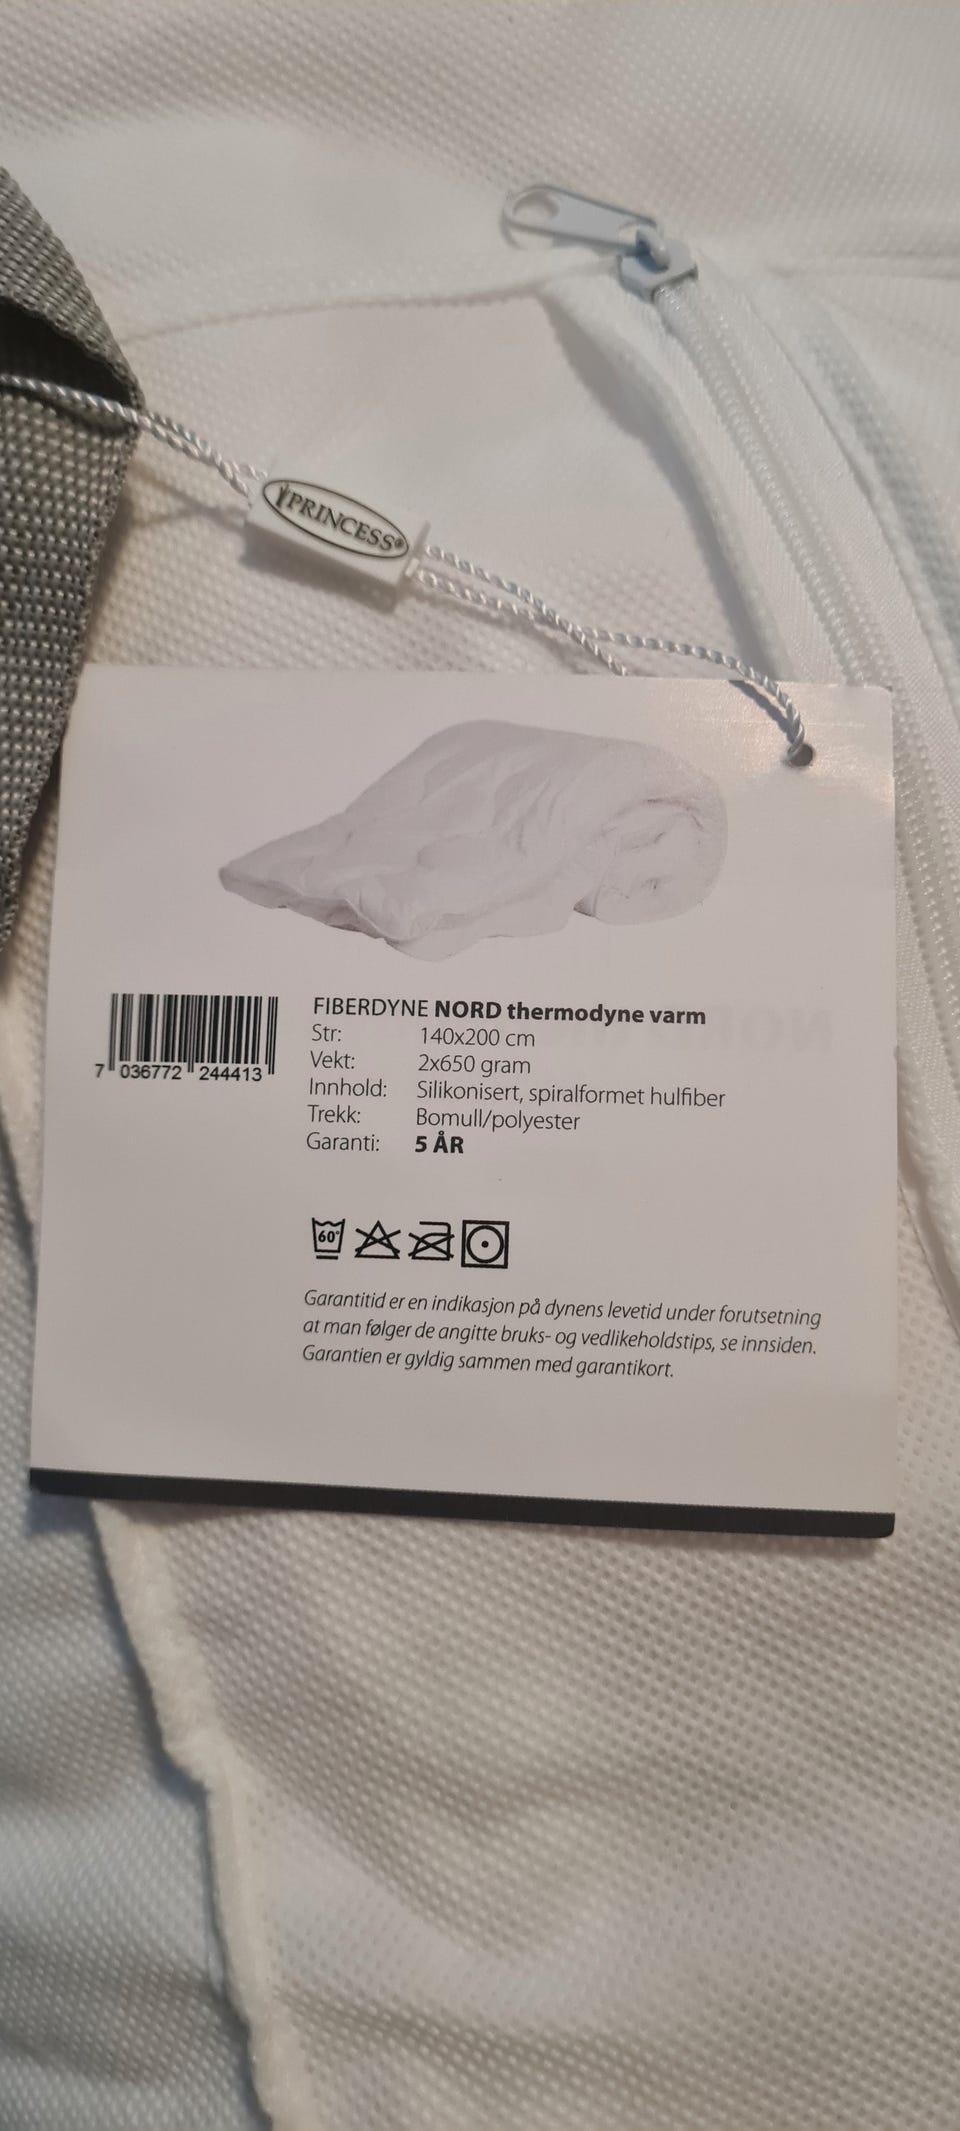 PRINCESS®
FIBERDYNE NORD thermodyne varm
Str: 140x200 cm
Vekt: 2x650 gram
Innhold: Silikonisert, spiralformet hulfiber
Trekk: Bomull/polyester
Garanti: 5 ÅR
7 036772 244413
60°
Garantitid er en indikasjon på dynens levetid under forutsetning
at man følger de angitte bruks- og vedlikeholdstips, se innsiden.
Garantien er gyldig sammen med garantikort.